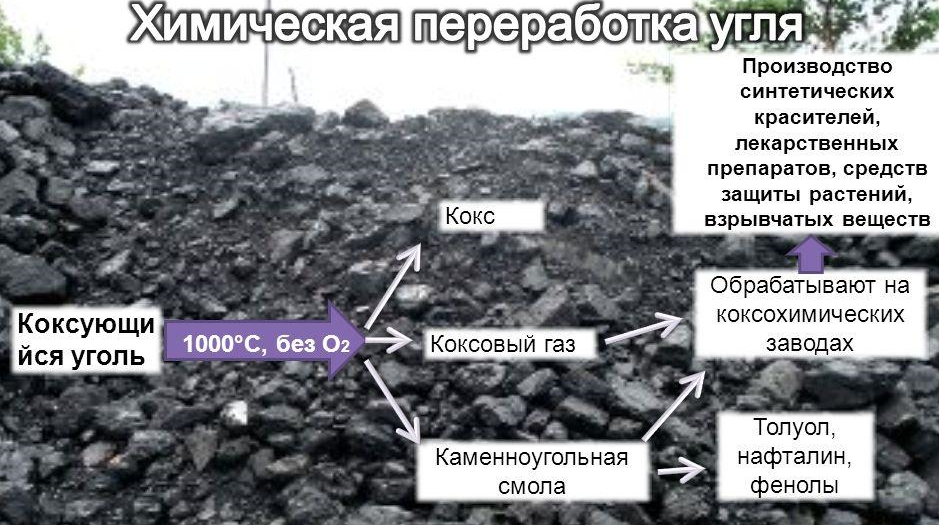 Химическая переработка угля
Производство
синтетических
красителей,
лекарственных
препаратов, средств
защиты растений,
взрывчатых веществ
Кокс
Коксующи
йся уголь
1000°С, без О2
Коксовый газ
Обрабатывают на
коксохимических
заводах
Каменноугольная
смола
Толуол,
нафталин,
фенолы